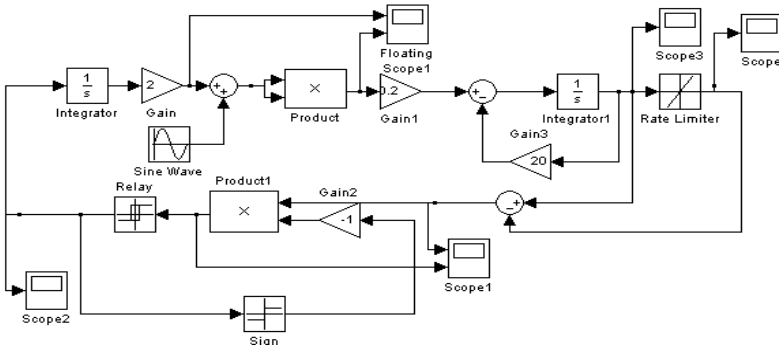 Floating
Scope1
Scope3
Scope
1
s
Integrator
2
Gain
++
×
Product
0.2
Gain1
+−
1
s
Integrator1
Rate Limiter
Gain3
20
Sine Wave
Relay
Product1
×
Gain2
-1
−+
Scope1
Scope2
Sign